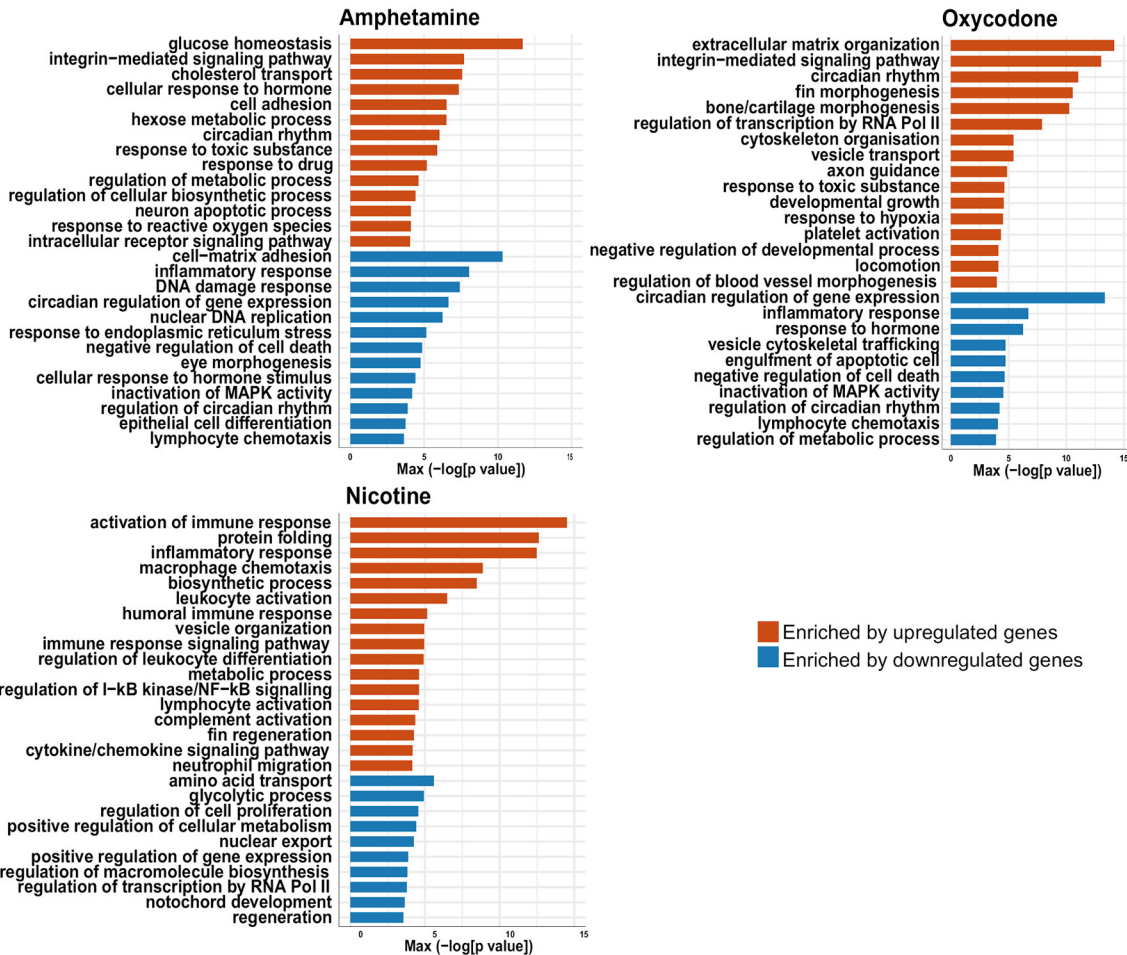 Amphetamine
glucose homeostasis
integrin−mediated signaling pathway
cholesterol transport
cellular response to hormone
cell adhesion
hexose metabolic process
circadian rhythm
response to toxic substance
response to drug
regulation of metabolic process
regulation of cellular biosynthetic process
neuron apoptotic process
response to reactive oxygen species
intracellular receptor signaling pathway
cell−matrix adhesion
inflammatory response
DNA damage response
circadian regulation of gene expression
nuclear DNA replication
response to endoplasmic reticulum stress
negative regulation of cell death
eye morphogenesis
cellular response to hormone stimulus
inactivation of MAPK activity
regulation of circadian rhythm
epithelial cell differentiation
lymphocyte chemotaxis
0 5 10 15
Max (−log[p value])
Oxycodone
extracellular matrix organization
integrin−mediated signaling pathway
circadian rhythm
fin morphogenesis
bone/cartilage morphogenesis
regulation of transcription by RNA Pol II
cytoskeleton organisation
vesicle transport
axon guidance
response to toxic substance
developmental growth
response to hypoxia
platelet activation
negative regulation of developmental process
locomotion
regulation of blood vessel morphogenesis
circadian regulation of gene expression
inflammatory response
response to hormone
vesicle cytoskeletal trafficking
engulfment of apoptotic cell
negative regulation of cell death
inactivation of MAPK activity
regulation of circadian rhythm
lymphocyte chemotaxis
regulation of metabolic process
0 5 10 15
Max (−log[p value])
Nicotine
activation of immune response
protein folding
inflammatory response
macrophage chemotaxis
biosynthetic process
leukocyte activation
humoral immune response
vesicle organization
immune response signaling pathway
regulation of leukocyte differentiation
metabolic process
regulation of I−kB kinase/NF−kB signalling
lymphocyte activation
complement activation
fin regeneration
cytokine/chemokine signaling pathway
neutrophil migration
amino acid transport
glycolytic process
regulation of cell proliferation
positive regulation of cellular metabolism
nuclear export
positive regulation of gene expression
regulation of macromolecule biosynthesis
regulation of transcription by RNA Pol II
notochord development
regeneration
0 5 10 15
Max (−log[p value])
Enriched by upregulated genes
Enriched by downregulated genes